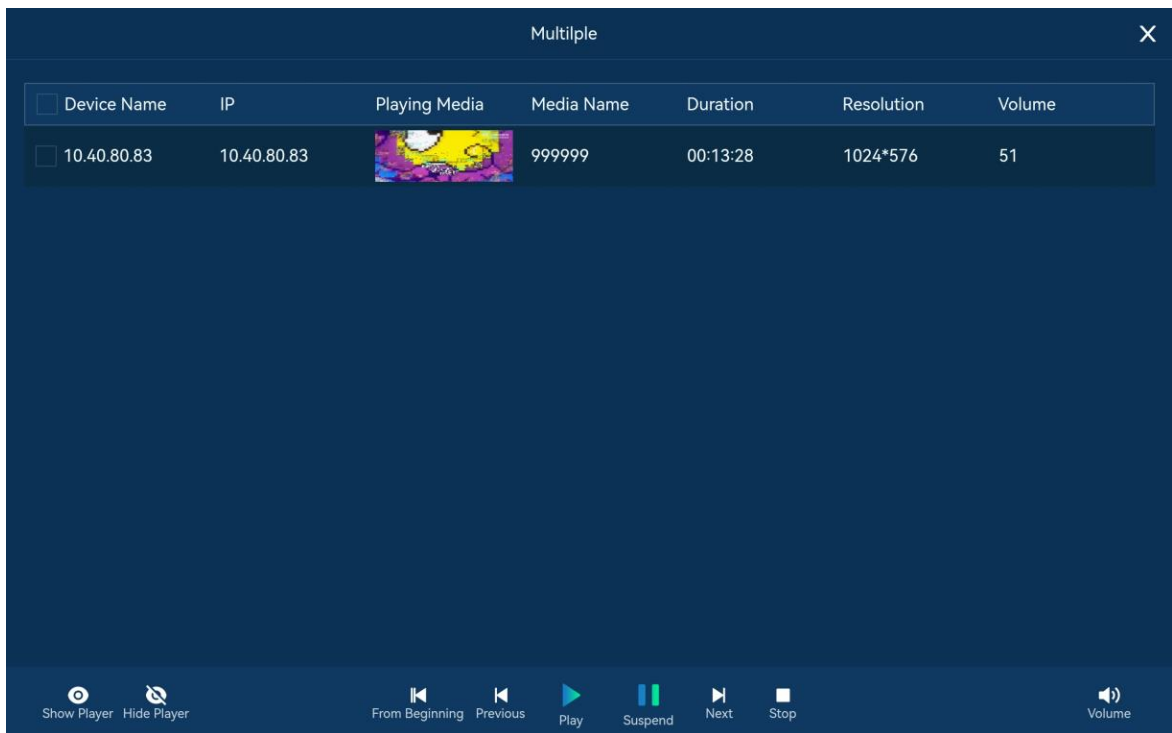 Multilple
X
Device Name IP Playing Media Media Name Duration Resolution Volume
10.40.80.83 10.40.80.83 999999 00:13:28 1024*576 51
Show Player Hide Player From Beginning Previous Play Suspend Next Stop Volume